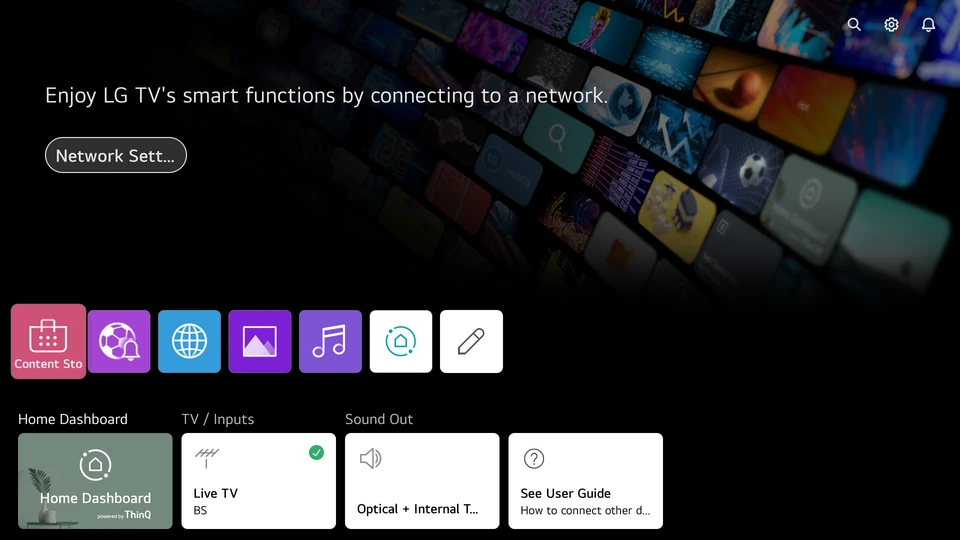 Enjoy LG TV's smart functions by connecting to a network.
Network Sett...
Content Sto
Home Dashboard
TV / Inputs
Sound Out
Home Dashboard
powered by ThinQ
Live TV
BS
Optical + Internal T...
See User Guide
How to connect other d...